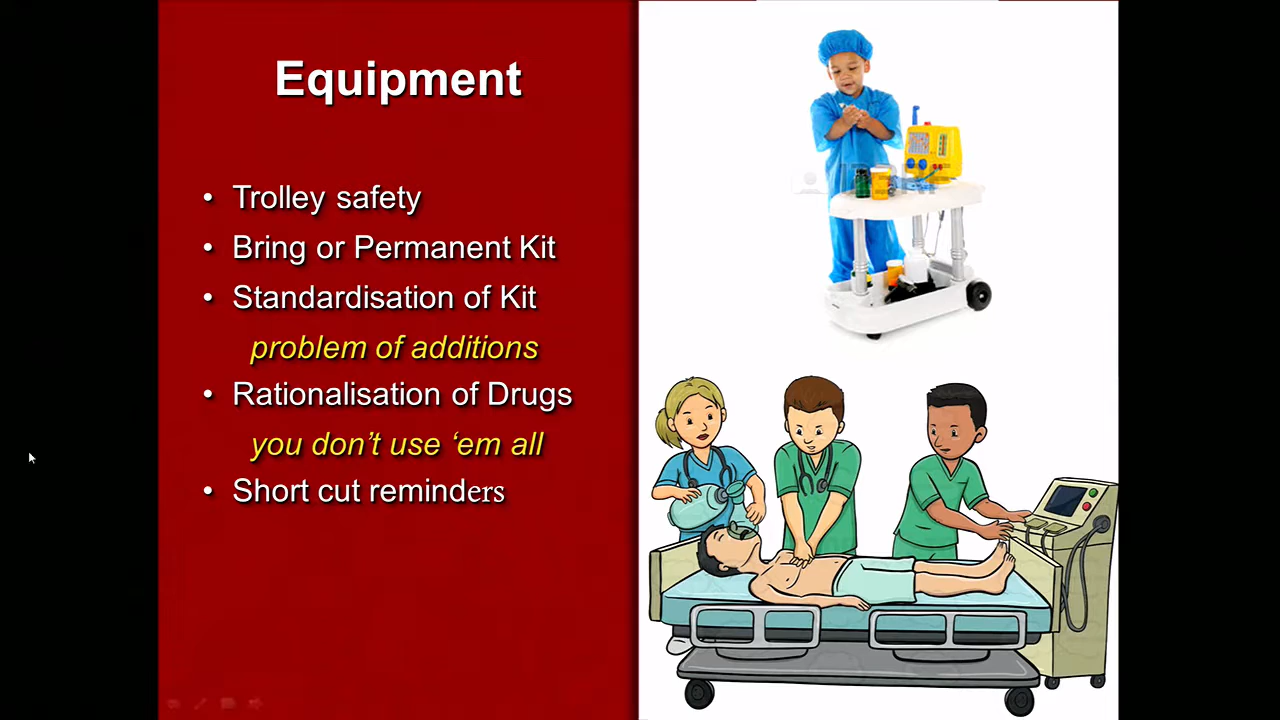 Equipment
• Trolley safety
• Bring or Permanent Kit
• Standardisation of Kit
problem of additions
• Rationalisation of Drugs
you don’t use ‘em all
• Short cut reminders